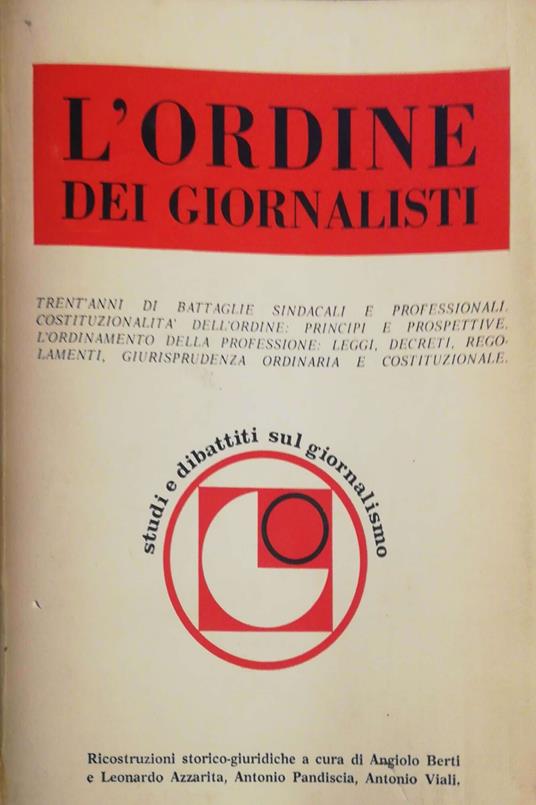 L'ORDINE
DEI GIORNALISTI
TRENT'ANNI DI BATTAGLIE SINDACALI E PROFESSIONALI.
COSTITUZIONALITA' DELL'ORDINE: PRINCIPI E PROSPETTIVE.
L'ORDINAMENTO DELLA PROFESSIONE: LEGGI, DECRETI, REGO-
LAMENTI, GIURISPRUDENZA ORDINARIA E COSTITUZIONALE.
studi e dibattiti sul giornalismo
Ricostruzioni storico-giuridiche a cura di Angiolo Berti
e Leonardo Azzarita, Antonio Pandiscia, Antonio Viali.